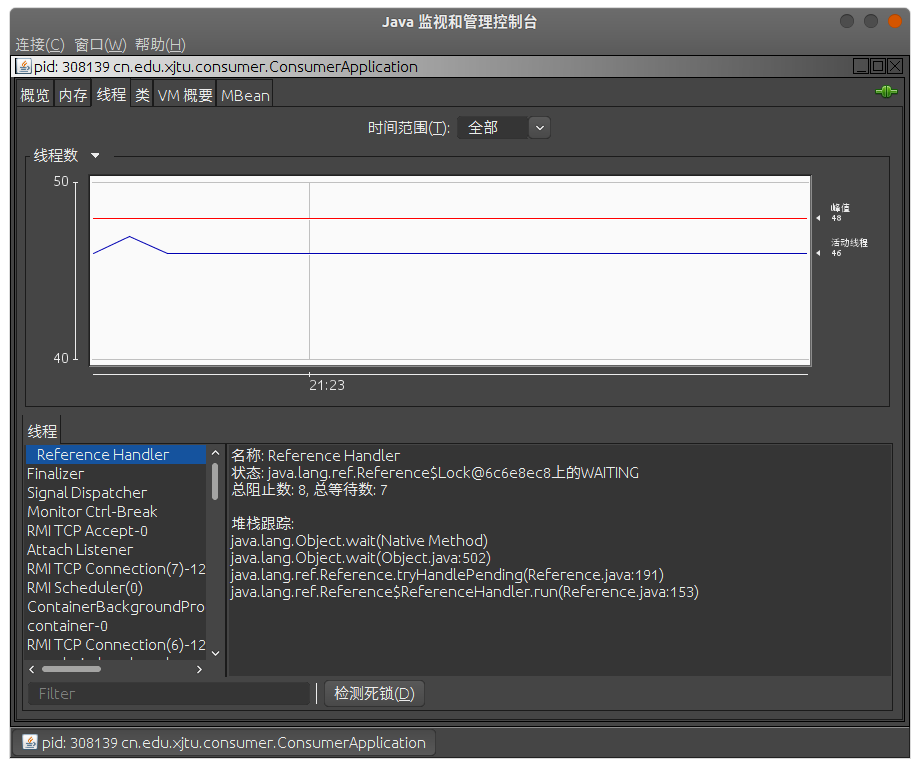 Java 监视和管理控制台
连接(C) 窗口(W) 帮助(H)
pid: 308139 cn.edu.xjtu.consumer.ConsumerApplication
概览 内存 线程 类 VM 概要 MBean
时间范围(T): 全部
线程数
50
峰值
48
活动线程
46
40
21:23
线程
Reference Handler
Finalizer
Signal Dispatcher
Monitor Ctrl-Break
RMI TCP Accept-0
Attach Listener
RMI TCP Connection(7)-12
RMI Scheduler(0)
ContainerBackgroundPro
container-0
RMI TCP Connection(6)-12
名称: Reference Handler
状态: java.lang.ref.Reference$Lock@6c6e8ec8上的WAITING
总阻止数: 8, 总等待数: 7
堆栈跟踪:
java.lang.Object.wait(Native Method)
java.lang.Object.wait(Object.java:502)
java.lang.ref.Reference.tryHandlePending(Reference.java:191)
java.lang.ref.Reference$ReferenceHandler.run(Reference.java:153)
Filter
检测死锁(D)
pid: 308139 cn.edu.xjtu.consumer.ConsumerApplication